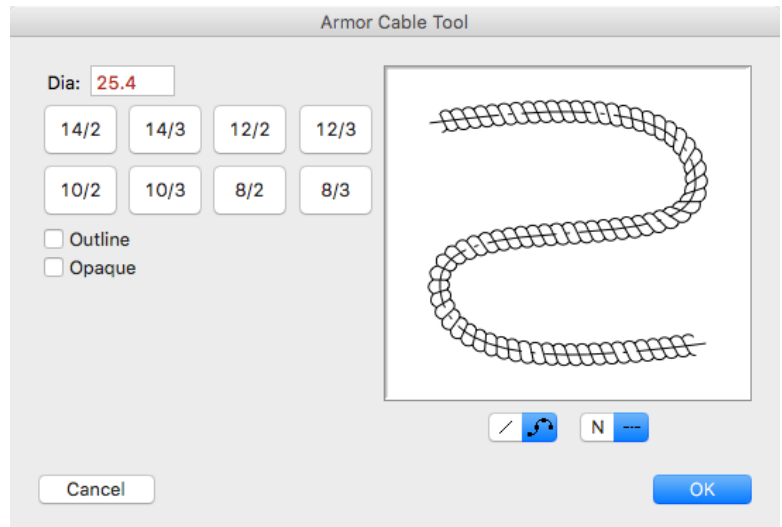 Armor Cable Tool
Dia: 25.4
14/2 14/3 12/2 12/3
10/2 10/3 8/2 8/3
Outline
Opaque
N
Cancel OK